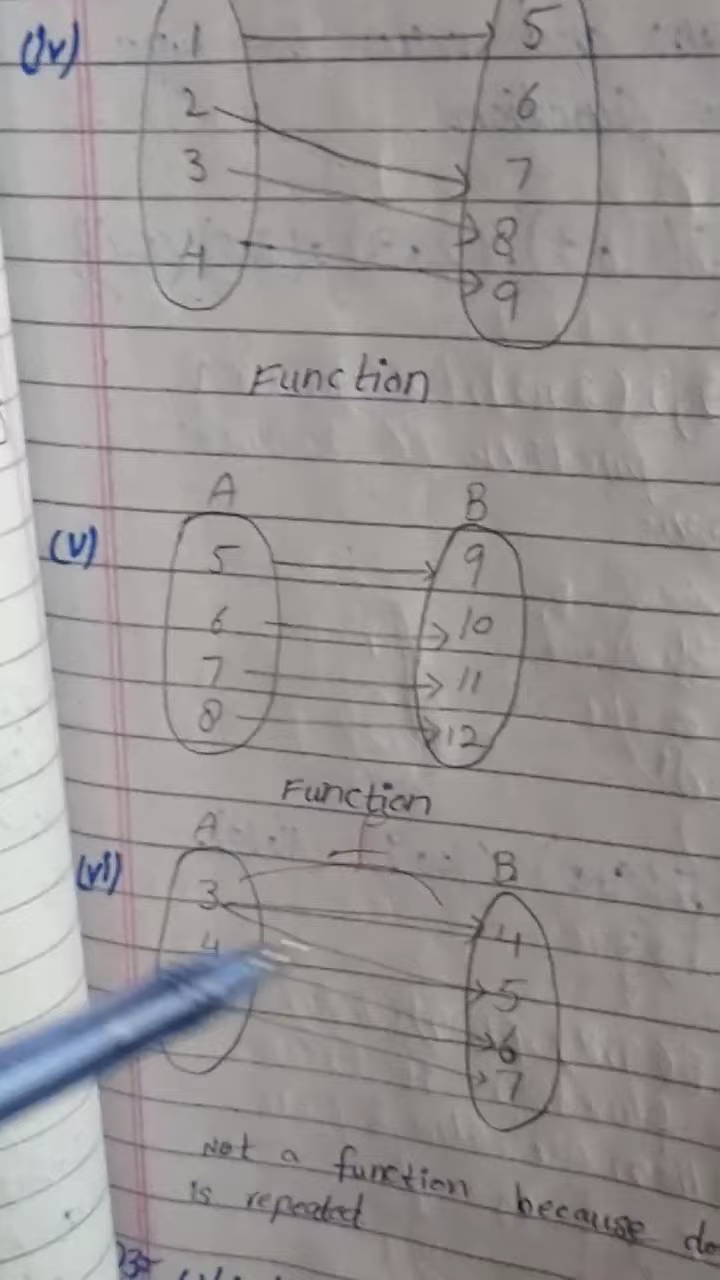 (iv) 1 5
2 6
3 7
4 8
9
Function
A B
(v) 5 9
6 10
7 11
8 12
Function
A f B
(vi) 3 4
4 5
6
7
Not a function because do
is repeated